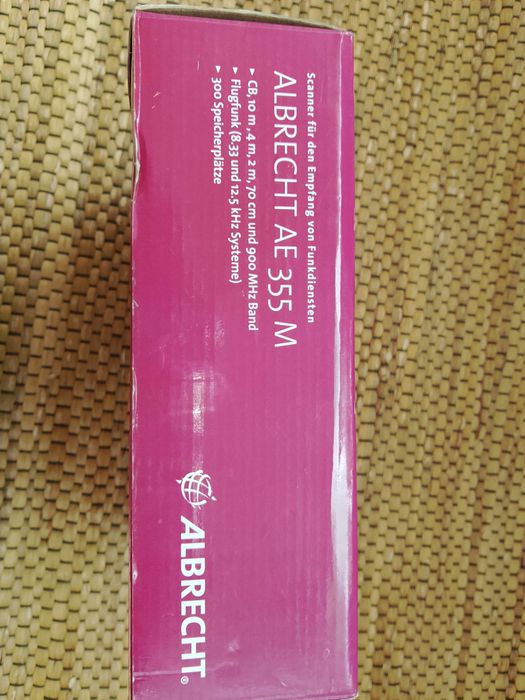 Scanner für den Empfang von Funkdiensten
ALBRECHT AE 355 M
▸ CB, 10 m , 4 m, 2 m, 70 cm und 900 MHz Band
▸ Flugfunk (8.33 und 12.5 kHz Systeme)
▸ 300 Speicherplätze
ALBRECHT®